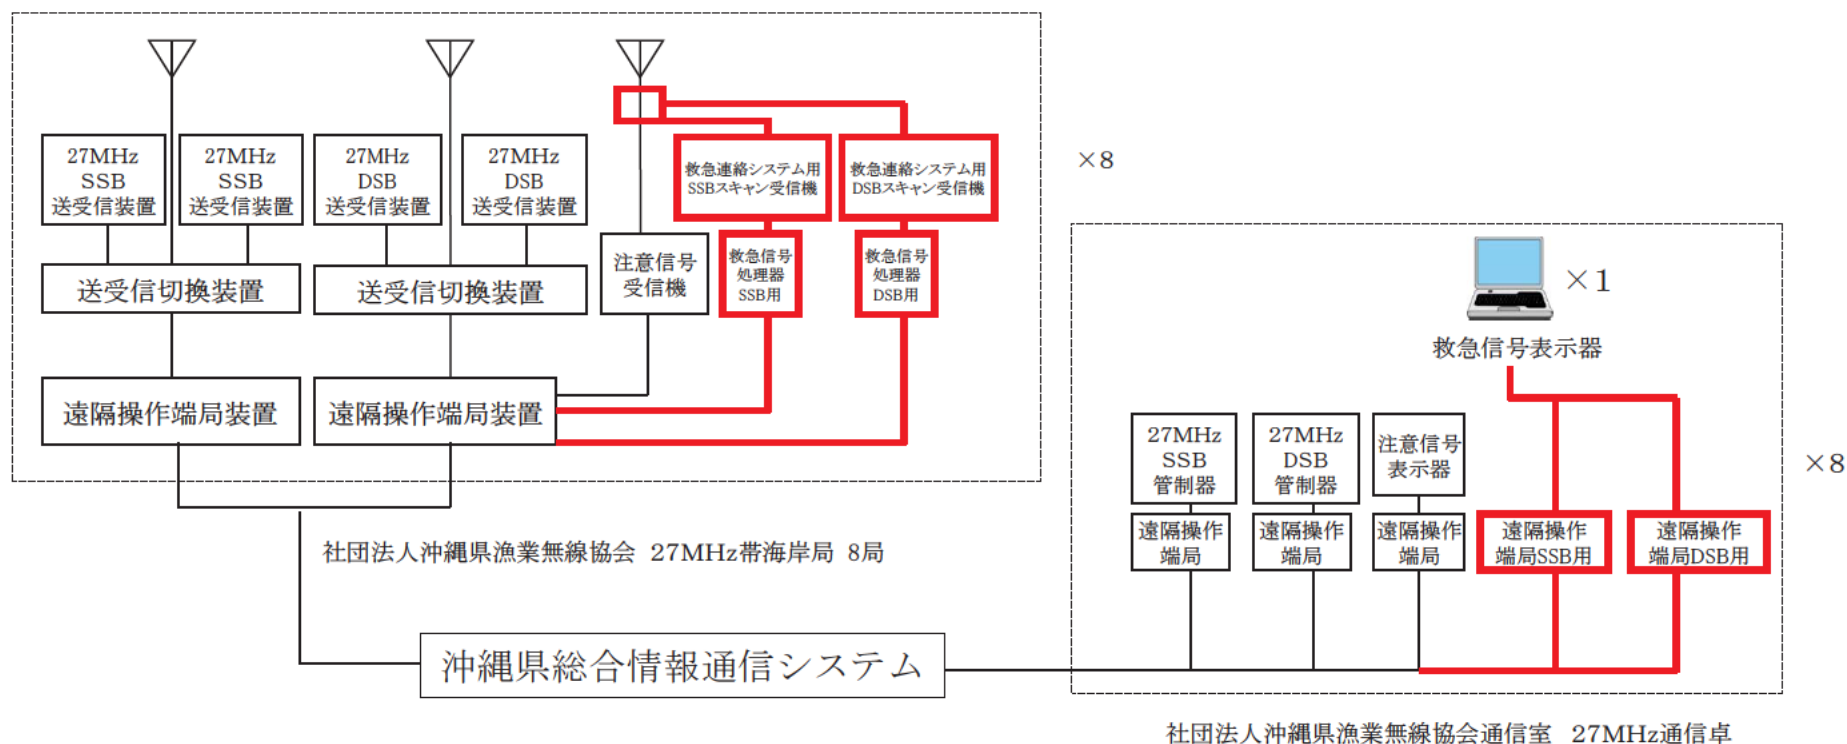 27MHz
SSB
送受信装置
27MHz
SSB
送受信装置
27MHz
DSB
送受信装置
27MHz
DSB
送受信装置
救急連絡システム用
SSBスキャン受信機
救急連絡システム用
DSBスキャン受信機
×8
送受信切換装置
送受信切換装置
注意信号
受信機
救急信号
処理器
SSB用
救急信号
処理器
DSB用
遠隔操作端局装置
遠隔操作端局装置
社団法人沖縄県漁業無線協会 27MHz帯海岸局 8局
沖縄県総合情報通信システム
×1
救急信号表示器
27MHz
SSB
管制器
27MHz
DSB
管制器
注意信号
表示器
×8
遠隔操作
端局
遠隔操作
端局
遠隔操作
端局
遠隔操作
端局SSB用
遠隔操作
端局DSB用
社団法人沖縄県漁業無線協会通信室 27MHz通信卓